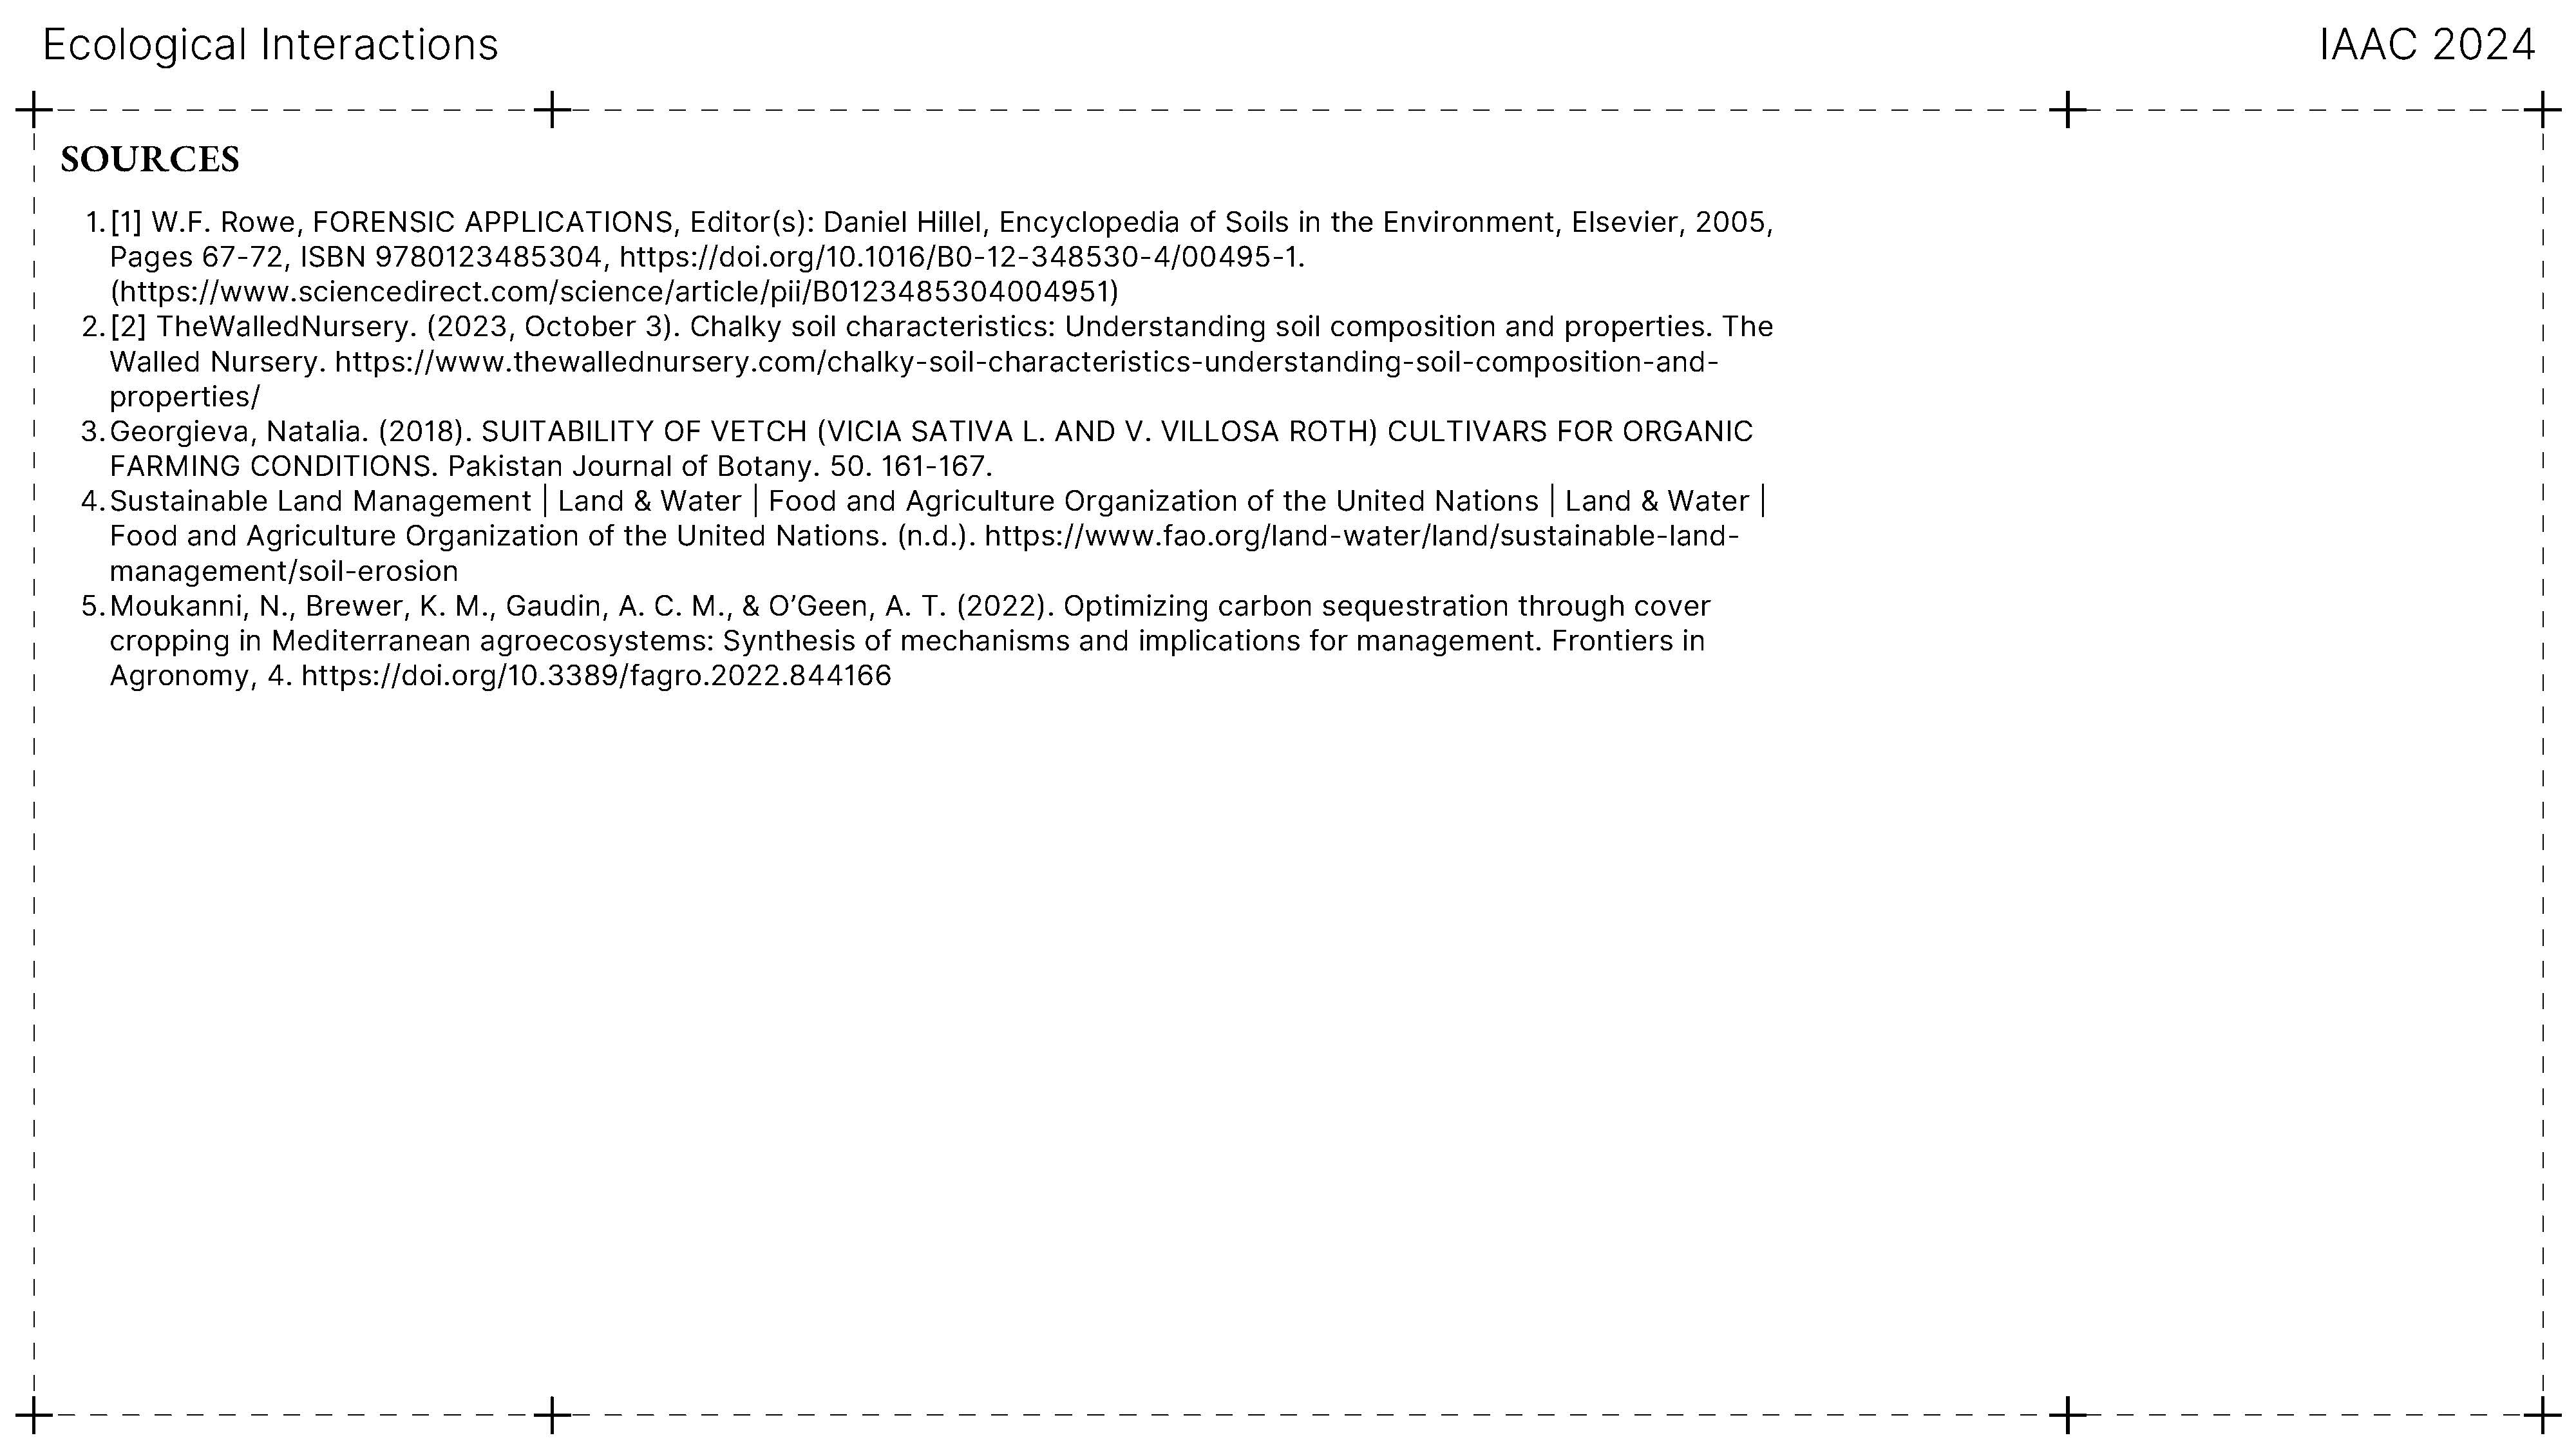 Ecological Interactions
IAAC 2024
SOURCES
1. [1] W.F. Rowe, FORENSIC APPLICATIONS, Editor(s): Daniel Hillel, Encyclopedia of Soils in the Environment, Elsevier, 2005,
Pages 67-72, ISBN 9780123485304, https://doi.org/10.1016/B0-12-348530-4/00495-1.
(https://www.sciencedirect.com/science/article/pii/B0123485304004951)
2. [2] TheWalledNursery. (2023, October 3). Chalky soil characteristics: Understanding soil composition and properties. The
Walled Nursery. https://www.thewallednursery.com/chalky-soil-characteristics-understanding-soil-composition-and-
properties/
3. Georgieva, Natalia. (2018). SUITABILITY OF VETCH (VICIA SATIVA L. AND V. VILLOSA ROTH) CULTIVARS FOR ORGANIC
FARMING CONDITIONS. Pakistan Journal of Botany. 50. 161-167.
4. Sustainable Land Management | Land & Water | Food and Agriculture Organization of the United Nations | Land & Water |
Food and Agriculture Organization of the United Nations. (n.d.). https://www.fao.org/land-water/land/sustainable-land-
management/soil-erosion
5. Moukanni, N., Brewer, K. M., Gaudin, A. C. M., & O’Geen, A. T. (2022). Optimizing carbon sequestration through cover
cropping in Mediterranean agroecosystems: Synthesis of mechanisms and implications for management. Frontiers in
Agronomy, 4. https://doi.org/10.3389/fagro.2022.844166